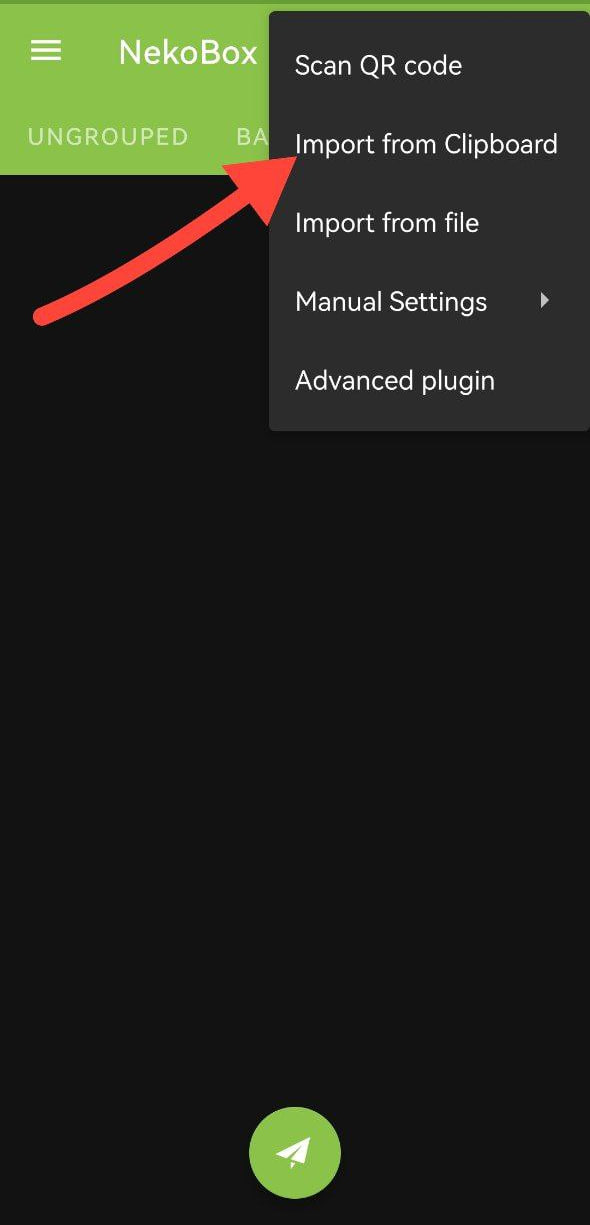 NekoBox
UNGROUPED
BA
Scan QR code
Import from Clipboard
Import from file
Manual Settings
Advanced plugin